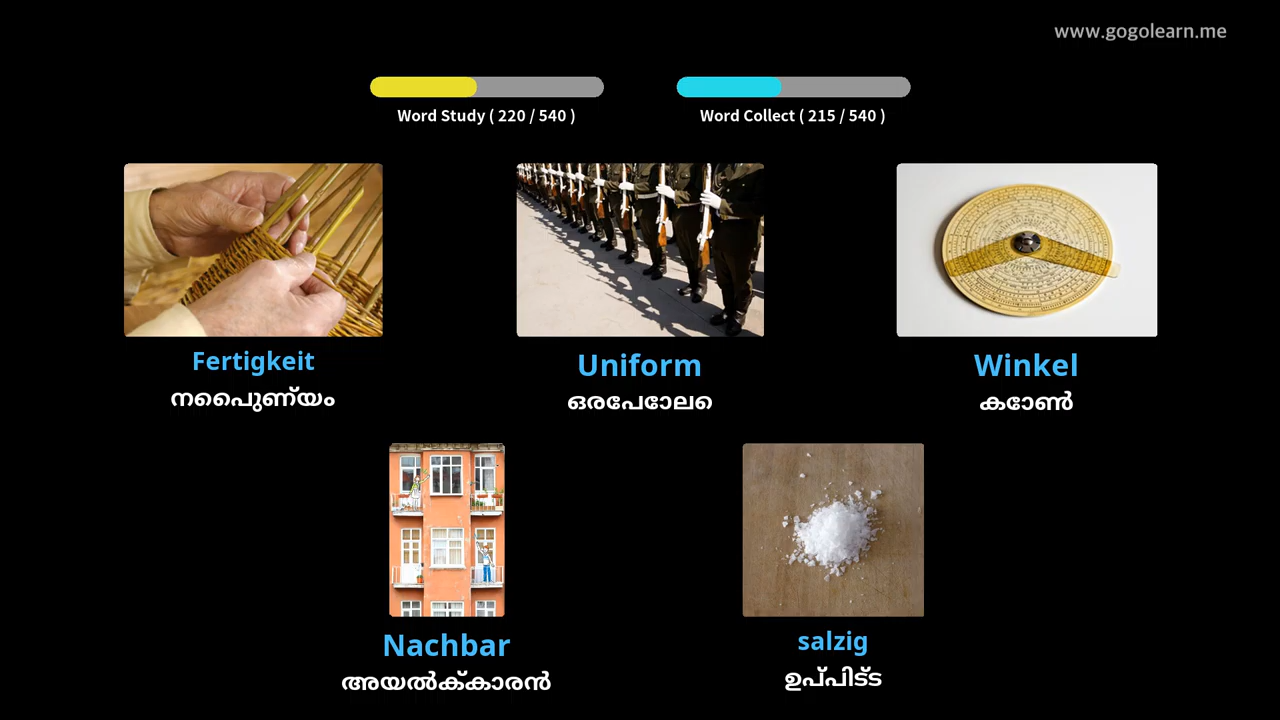 www.gogolearn.me
Word Study ( 220 / 540 )
Word Collect ( 215 / 540 )
Fertigkeit
നൈപുണ്യം
Uniform
ഒരേപോലെ
Winkel
കോൺ
Nachbar
അയൽക്കാരൻ
salzig
ഉപ്പിട്ട